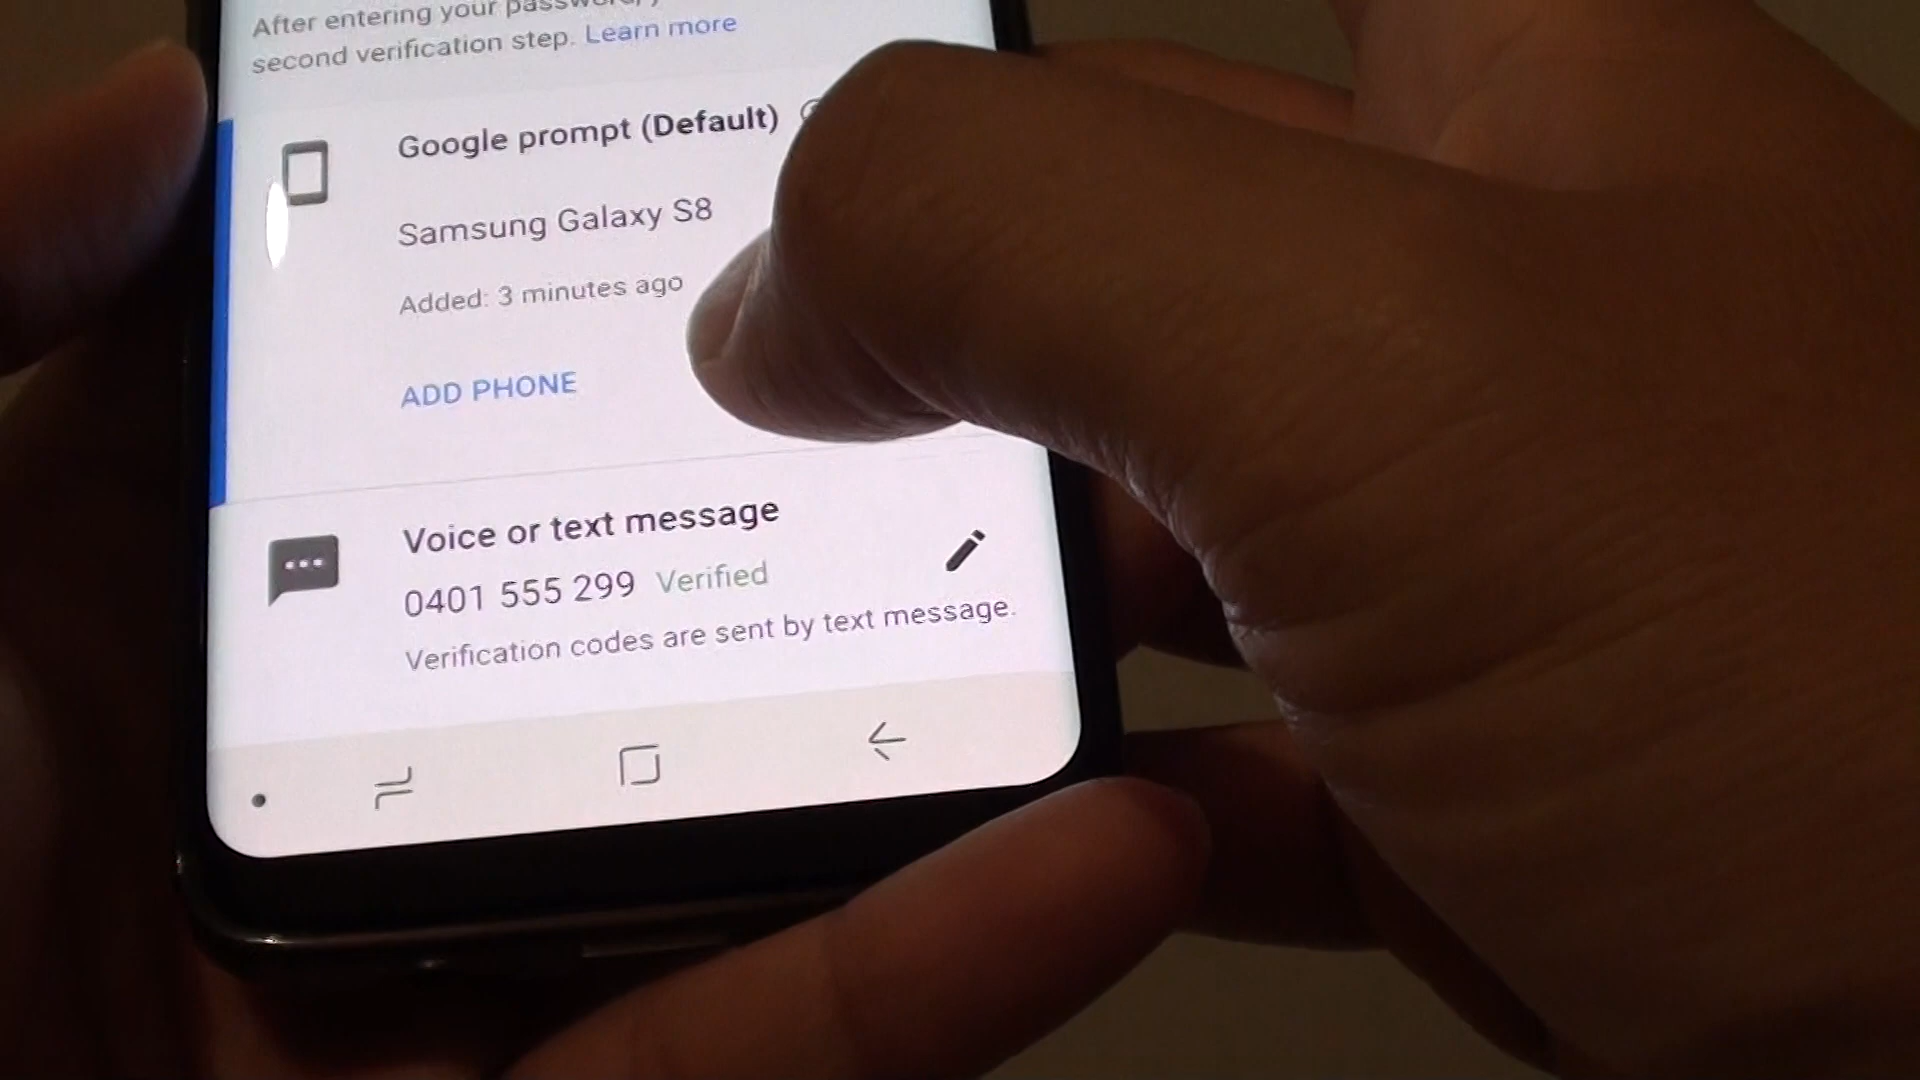 After entering your
second verification step. Learn more
Google prompt (Default)
Samsung Galaxy S8
Added: 3 minutes ago
ADD PHONE
Voice or text message
0401 555 299 Verified
Verification codes are sent by text message.